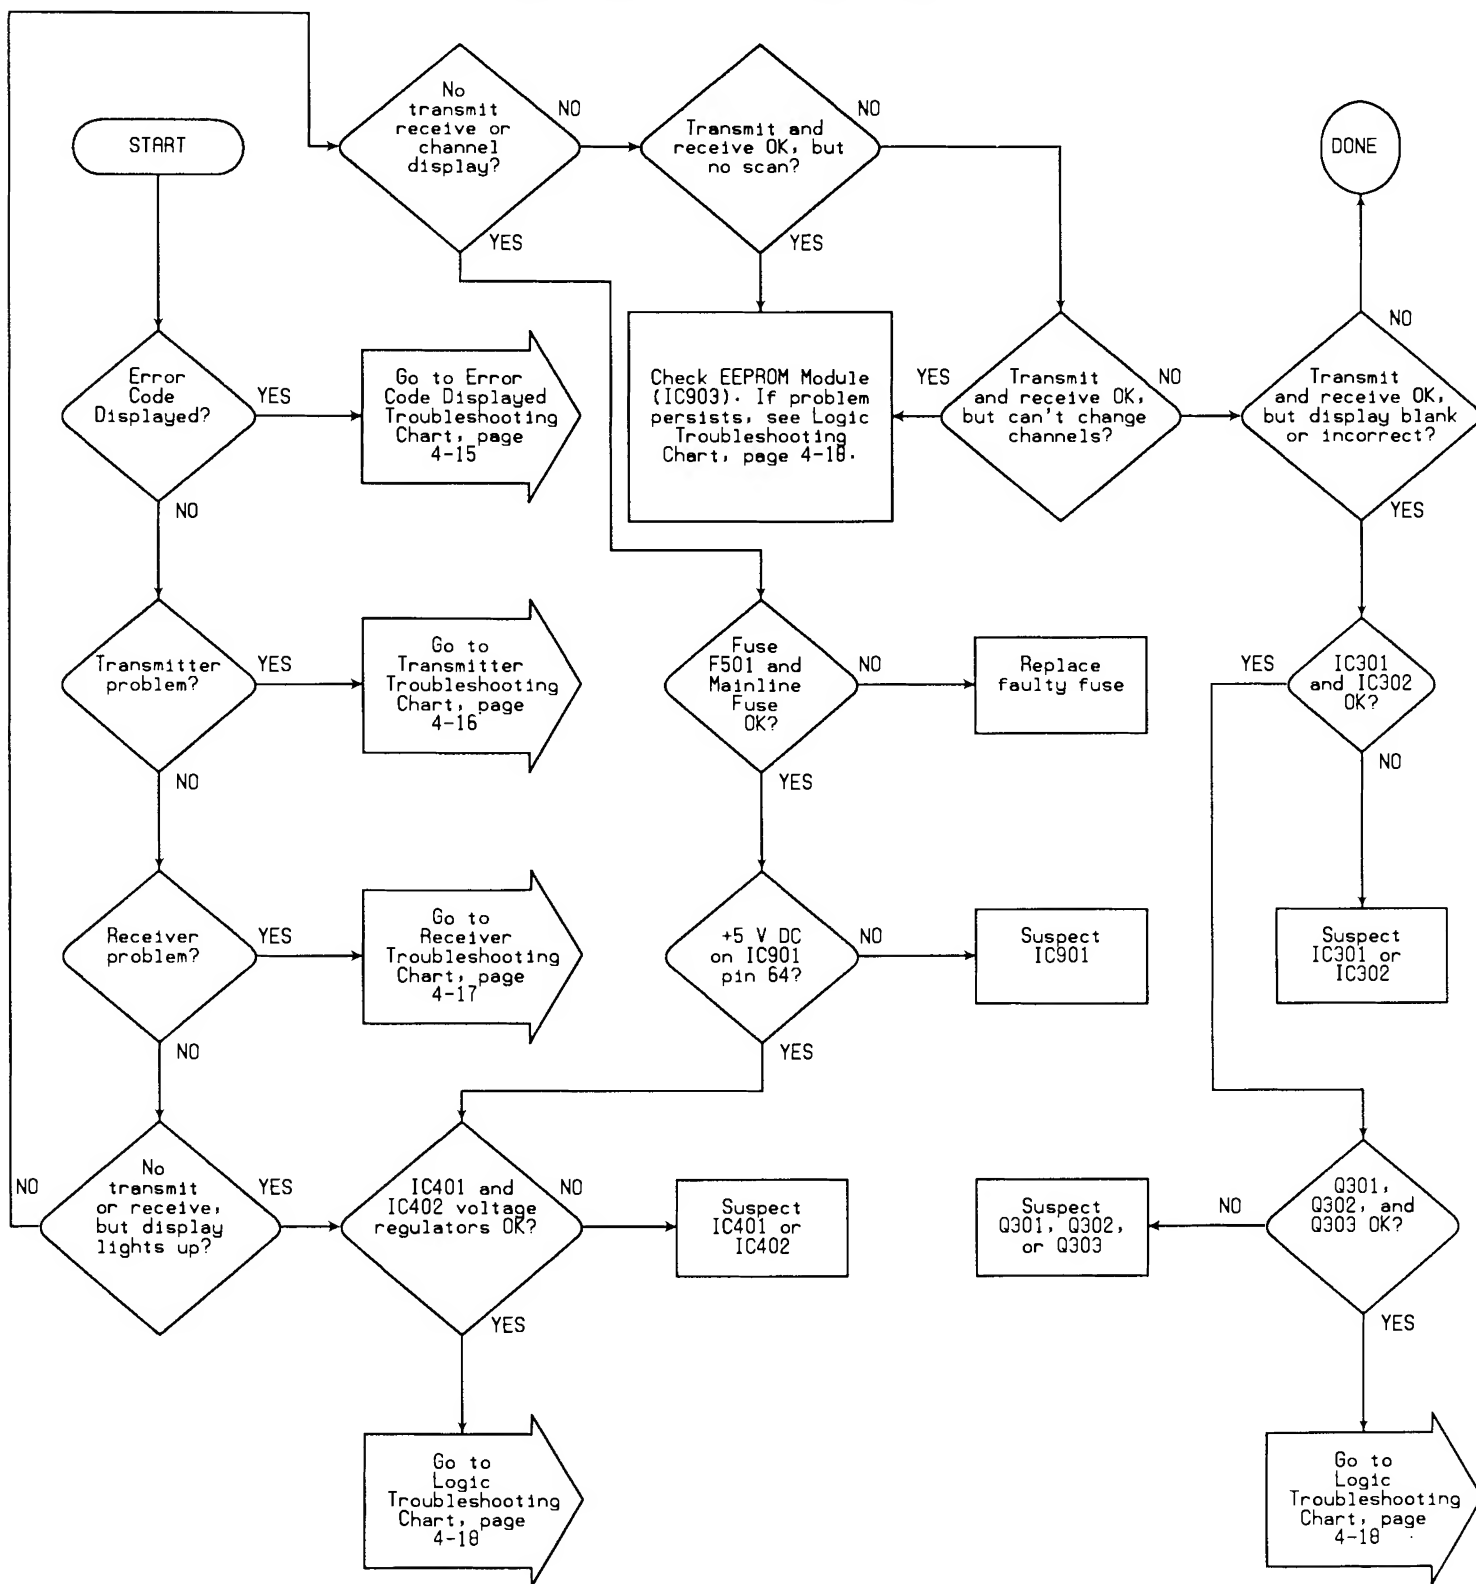 START
No
transmit
receive or
channel
display?
NO
YES
Transmit and
receive OK, but
no scan?
NO
YES
DONE
Error
Code
Displayed?
YES
NO
Go to Error
Code Displayed
Troubleshooting
Chart, page
4-15
Check EEPROM Module
(IC903). If problem
persists, see Logic
Troubleshooting
Chart, page 4-18.
YES
Transmit
and receive OK,
but can't change
channels?
NO
NO
Transmit
and receive OK,
but display blank
or incorrect?
YES
Transmitter
problem?
YES
NO
Go to
Transmitter
Troubleshooting
Chart, page
4-16
Fuse
F501 and
Mainline
Fuse
OK?
NO
YES
Replace
faulty fuse
YES
IC301
and IC302
OK?
NO
Receiver
problem?
YES
NO
Go to
Receiver
Troubleshooting
Chart, page
4-17
+5 V DC
on IC901
pin 64?
NO
YES
Suspect
IC901
Suspect
IC301 or
IC302
NO
No
transmit
or receive,
but display
lights up?
YES
IC401 and
IC402 voltage
regulators OK?
NO
YES
Suspect
IC401 or
IC402
Suspect
Q301, Q302,
or Q303
NO
Q301,
Q302, and
Q303 OK?
YES
Go to
Logic
Troubleshooting
Chart, page
4-18
Go to
Logic
Troubleshooting
Chart, page
4-18